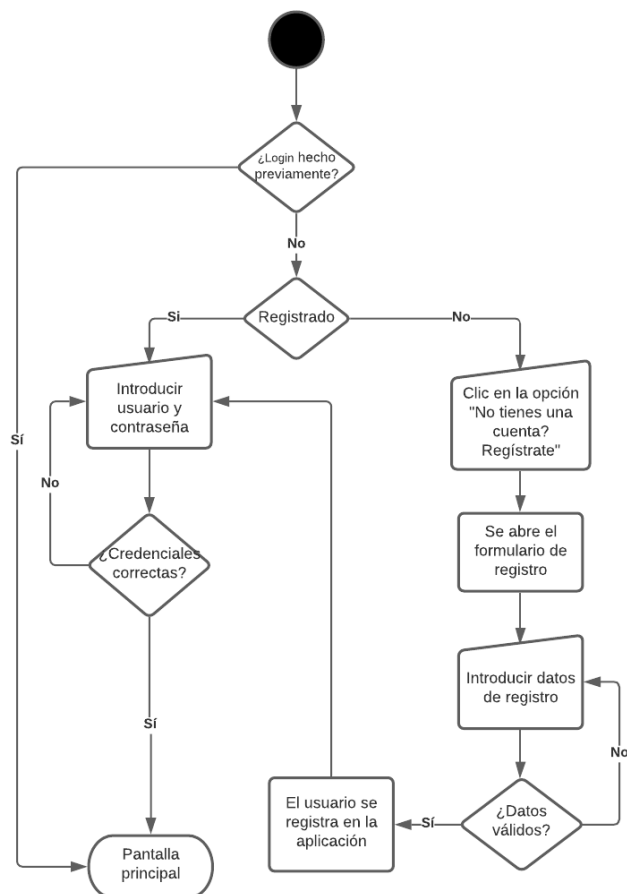 ¿Login hecho
previamente?
No
Registrado
Si
No
Introducir
usuario y
contraseña
Clic en la opción
"No tienes una
cuenta?
Regístrate"
Sí
No
Se abre el
formulario de
registro
¿Credenciales
correctas?
Introducir datos
de registro
Sí
No
El usuario se
registra en la
aplicación
Sí
¿Datos
válidos?
Pantalla
principal